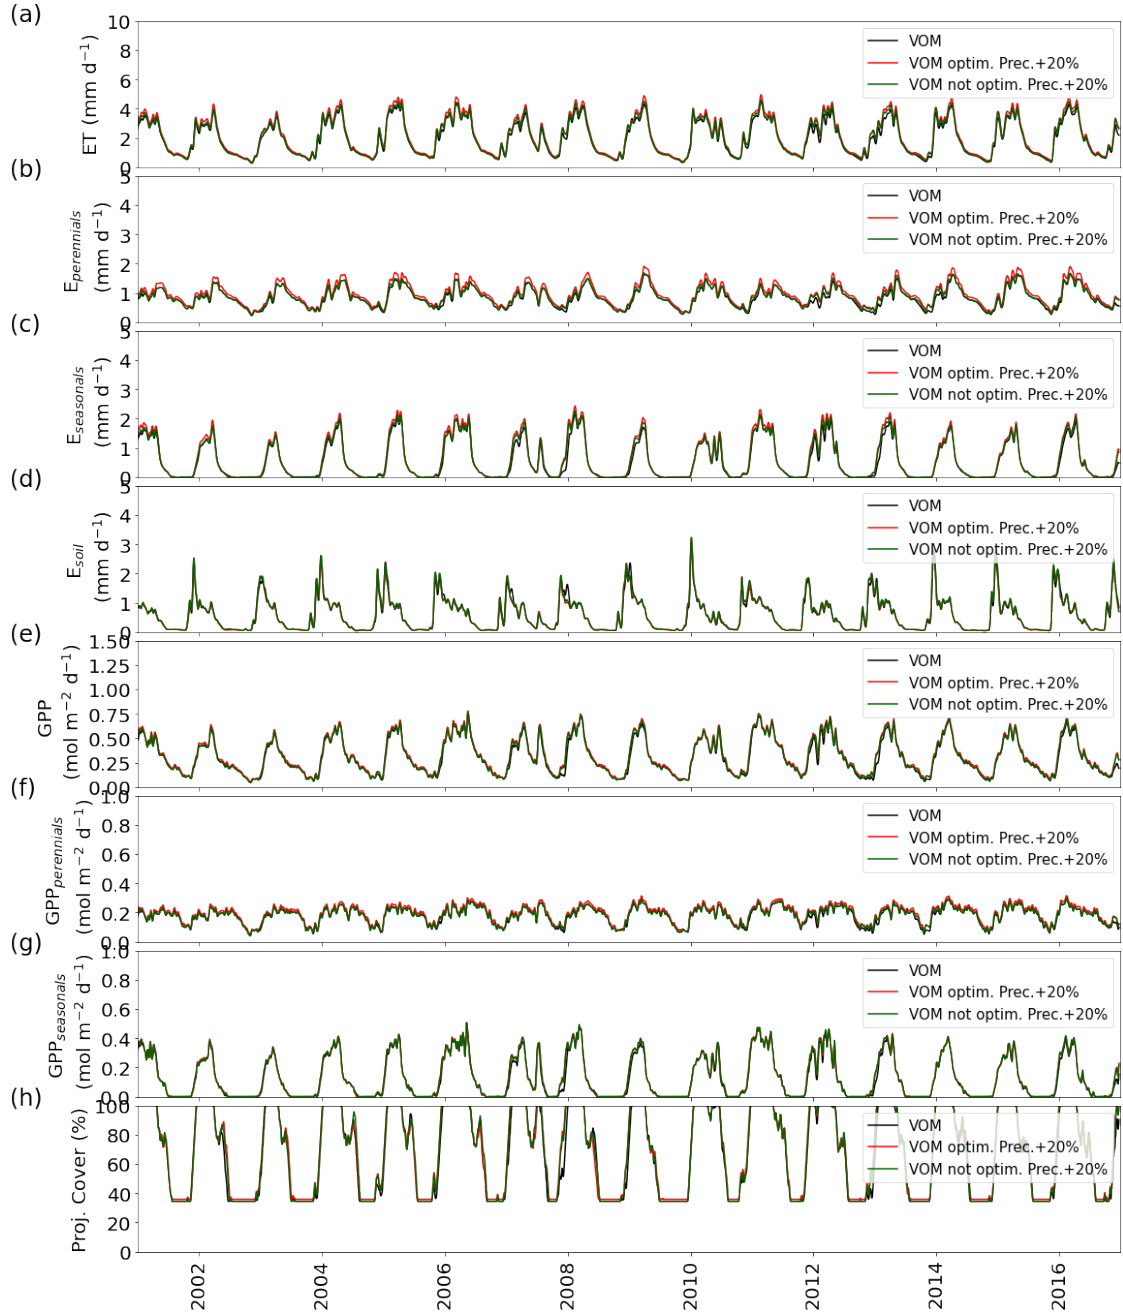 (a)
ET (mm d⁻¹)
10
8
6
4
2
0
VOM
VOM optim. Prec.+20%
VOM not optim. Prec.+20%
(b)
E perennials
(mm d⁻¹)
5
4
3
2
1
0
VOM
VOM optim. Prec.+20%
VOM not optim. Prec.+20%
(c)
E seasonals
(mm d⁻¹)
5
4
3
2
1
0
VOM
VOM optim. Prec.+20%
VOM not optim. Prec.+20%
(d)
E soil
(mm d⁻¹)
5
4
3
2
1
0
VOM
VOM optim. Prec.+20%
VOM not optim. Prec.+20%
(e)
GPP
(mol m⁻² d⁻¹)
1.50
1.25
1.00
0.75
0.50
0.25
0.00
VOM
VOM optim. Prec.+20%
VOM not optim. Prec.+20%
(f)
GPP perennials
(mol m⁻² d⁻¹)
1.0
0.8
0.6
0.4
0.2
0.0
VOM
VOM optim. Prec.+20%
VOM not optim. Prec.+20%
(g)
GPP seasonals
(mol m⁻² d⁻¹)
1.0
0.8
0.6
0.4
0.2
0.0
VOM
VOM optim. Prec.+20%
VOM not optim. Prec.+20%
(h)
Proj. Cover (%)
100
80
60
40
20
0
VOM
VOM optim. Prec.+20%
VOM not optim. Prec.+20%
2002
2004
2006
2008
2010
2012
2014
2016